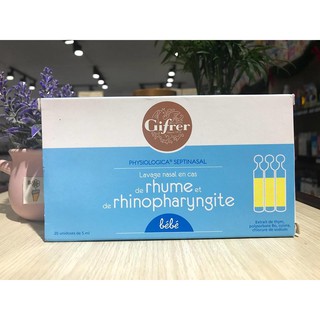 Gifrer
PHYSIOLOGICA® SEPTINASAL
Lavage nasal en cas
de rhume et
de rhinopharyngite
bébé